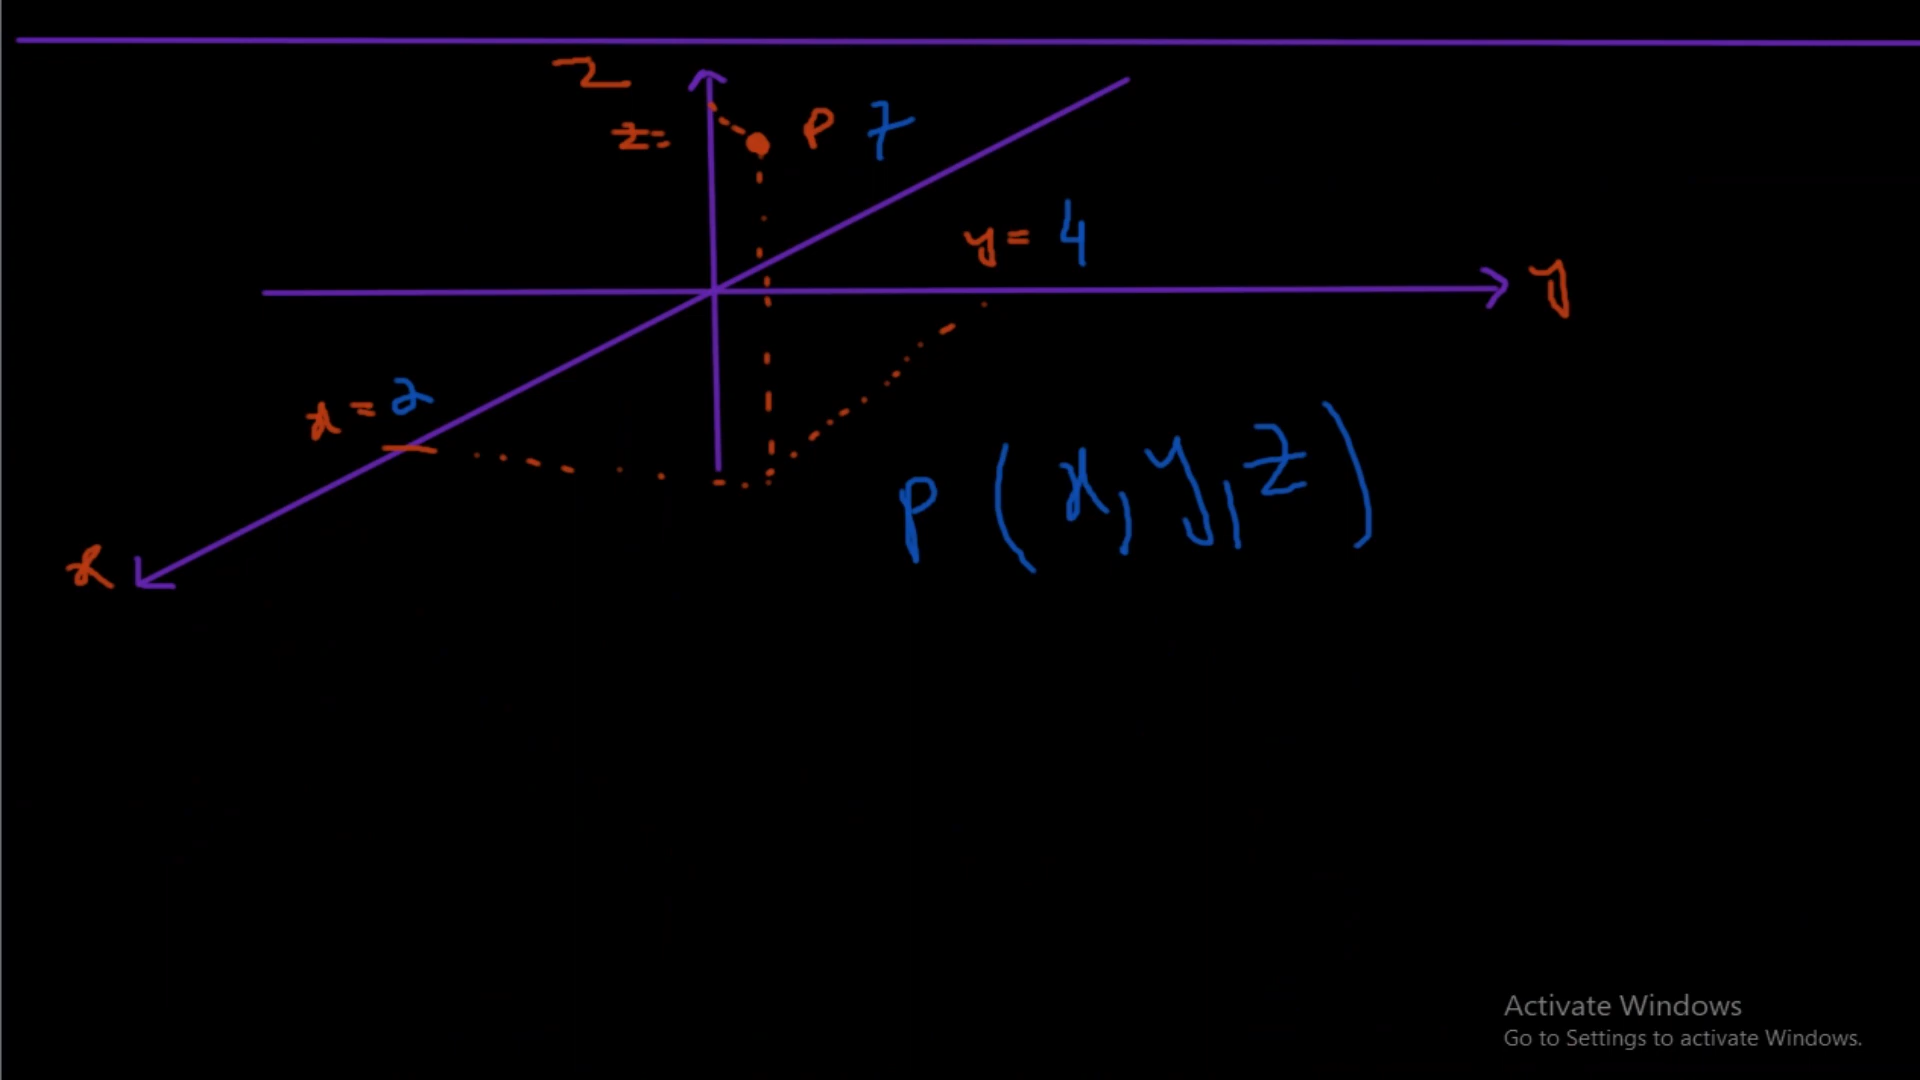 z
z=
P 7
y = 4
y
x = 2
x
P (x, y, z)
Activate Windows
Go to Settings to activate Windows.